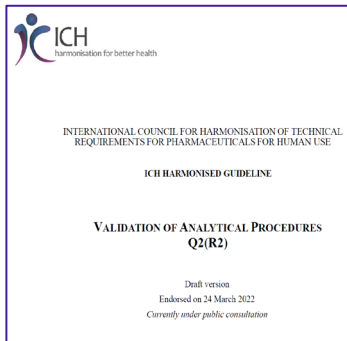 ICH
harmonisation for better health
INTERNATIONAL COUNCIL FOR HARMONISATION OF TECHNICAL
REQUIREMENTS FOR PHARMACEUTICALS FOR HUMAN USE
ICH HARMONISED GUIDELINE
VALIDATION OF ANALYTICAL PROCEDURES
Q2(R2)
Draft version
Endorsed on 24 March 2022
Currently under public consultation